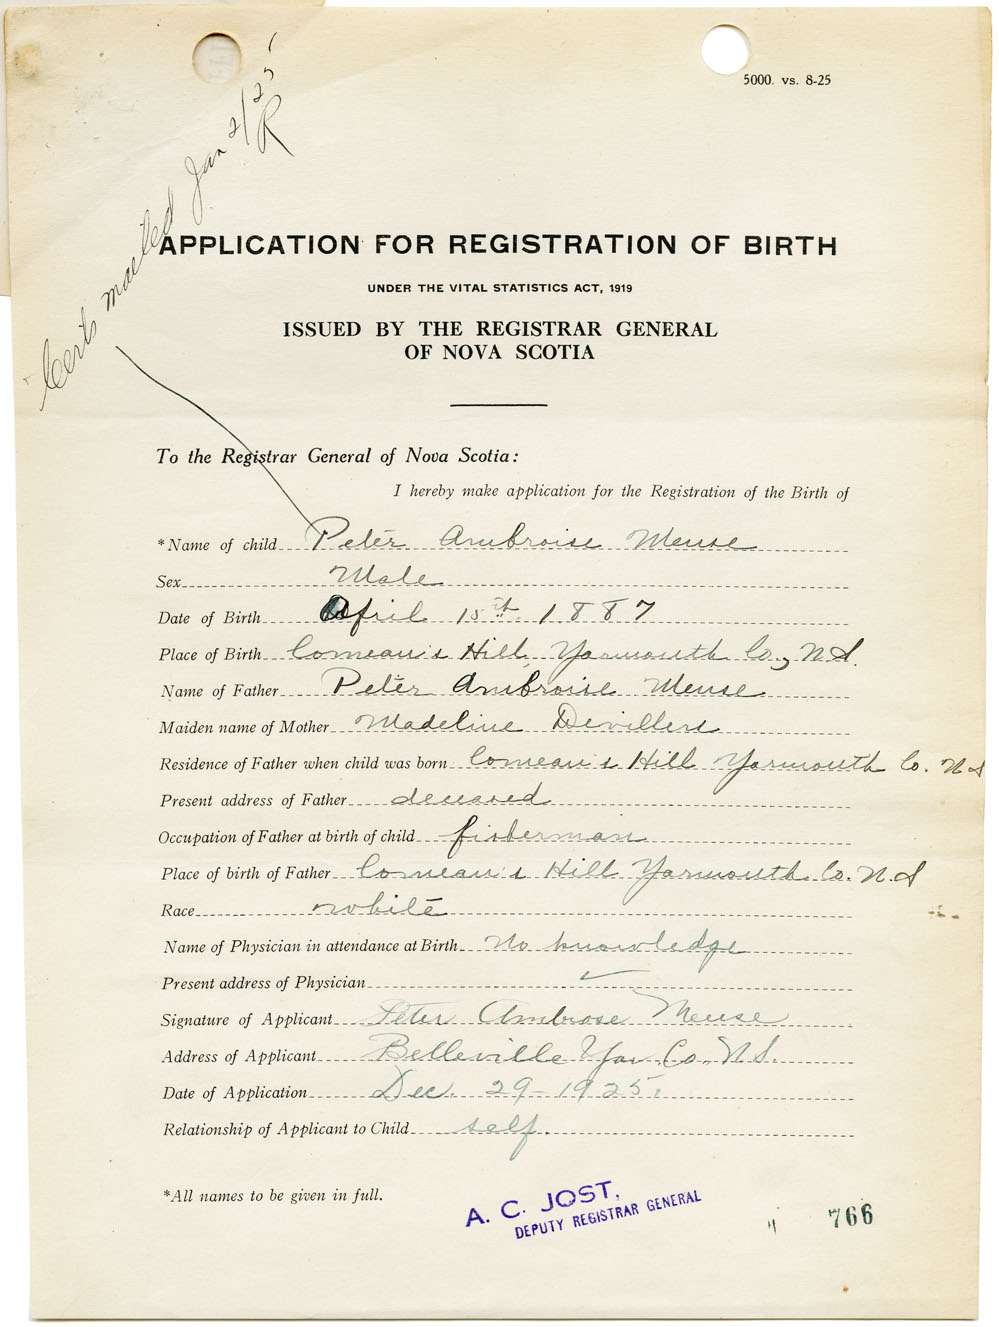 5000. vs. 8-25
Certs mailed Jan 2/25 R
APPLICATION FOR REGISTRATION OF BIRTH
UNDER THE VITAL STATISTICS ACT, 1919
ISSUED BY THE REGISTRAR GENERAL
OF NOVA SCOTIA
To the Registrar General of Nova Scotia:
I hereby make application for the Registration of the Birth of
*Name of child Peter Ambroise Meuse
Sex Male
Date of Birth April 15th 1887
Place of Birth Comeau's Hill, Yarmouth Co., N.S.
Name of Father Peter Ambroise Meuse
Maiden name of Mother Madeline Devillers
Residence of Father when child was born Comeau's Hill Yarmouth Co. N S
Present address of Father deceased
Occupation of Father at birth of child fisherman
Place of birth of Father Comeau's Hill Yarmouth Co. N.S
Race white
Name of Physician in attendance at Birth No knowledge
Present address of Physician
Signature of Applicant Peter Ambrose Meuse
Address of Applicant Belleville Yar. Co. N.S.
Date of Application Dec. 29 - 1925.
Relationship of Applicant to Child self.
*All names to be given in full.
A. C. JOST,
DEPUTY REGISTRAR GENERAL
766